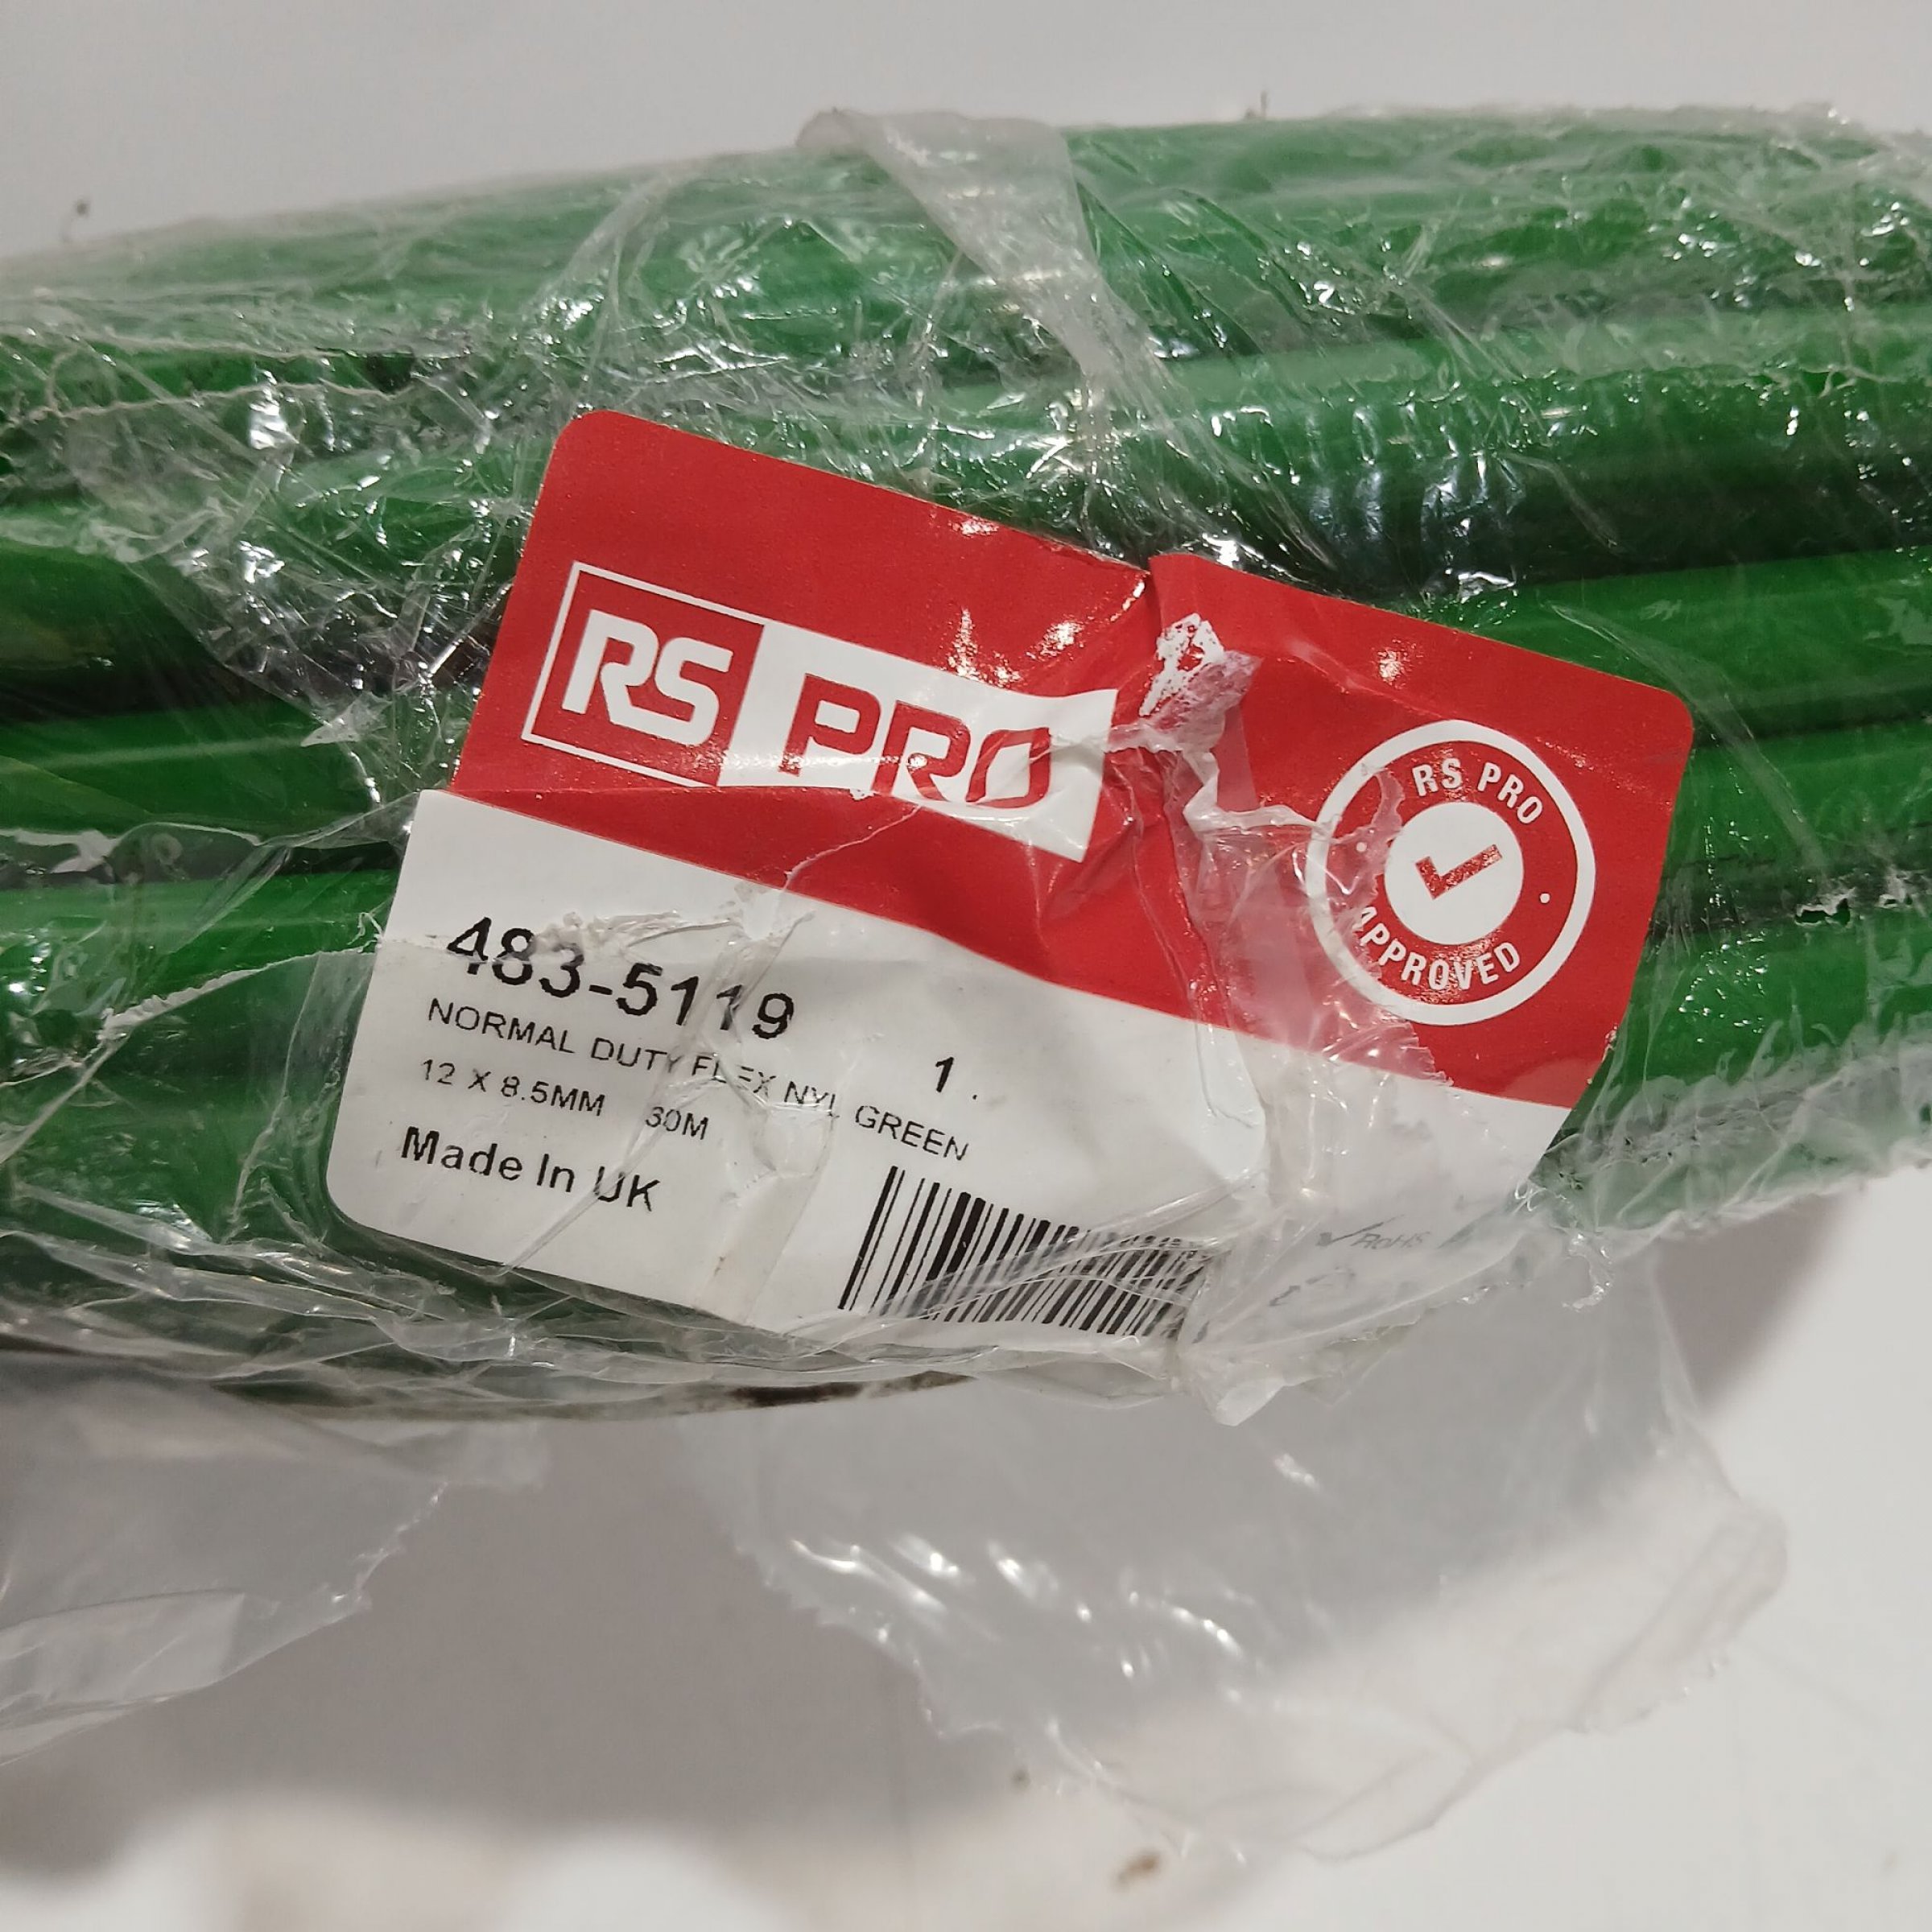 RS PRO
RS PRO
APPROVED
483-5119
1.
NORMAL DUTY FLEX NYL GREEN
12 X 8.5MM 30M
Made In UK
RoHS